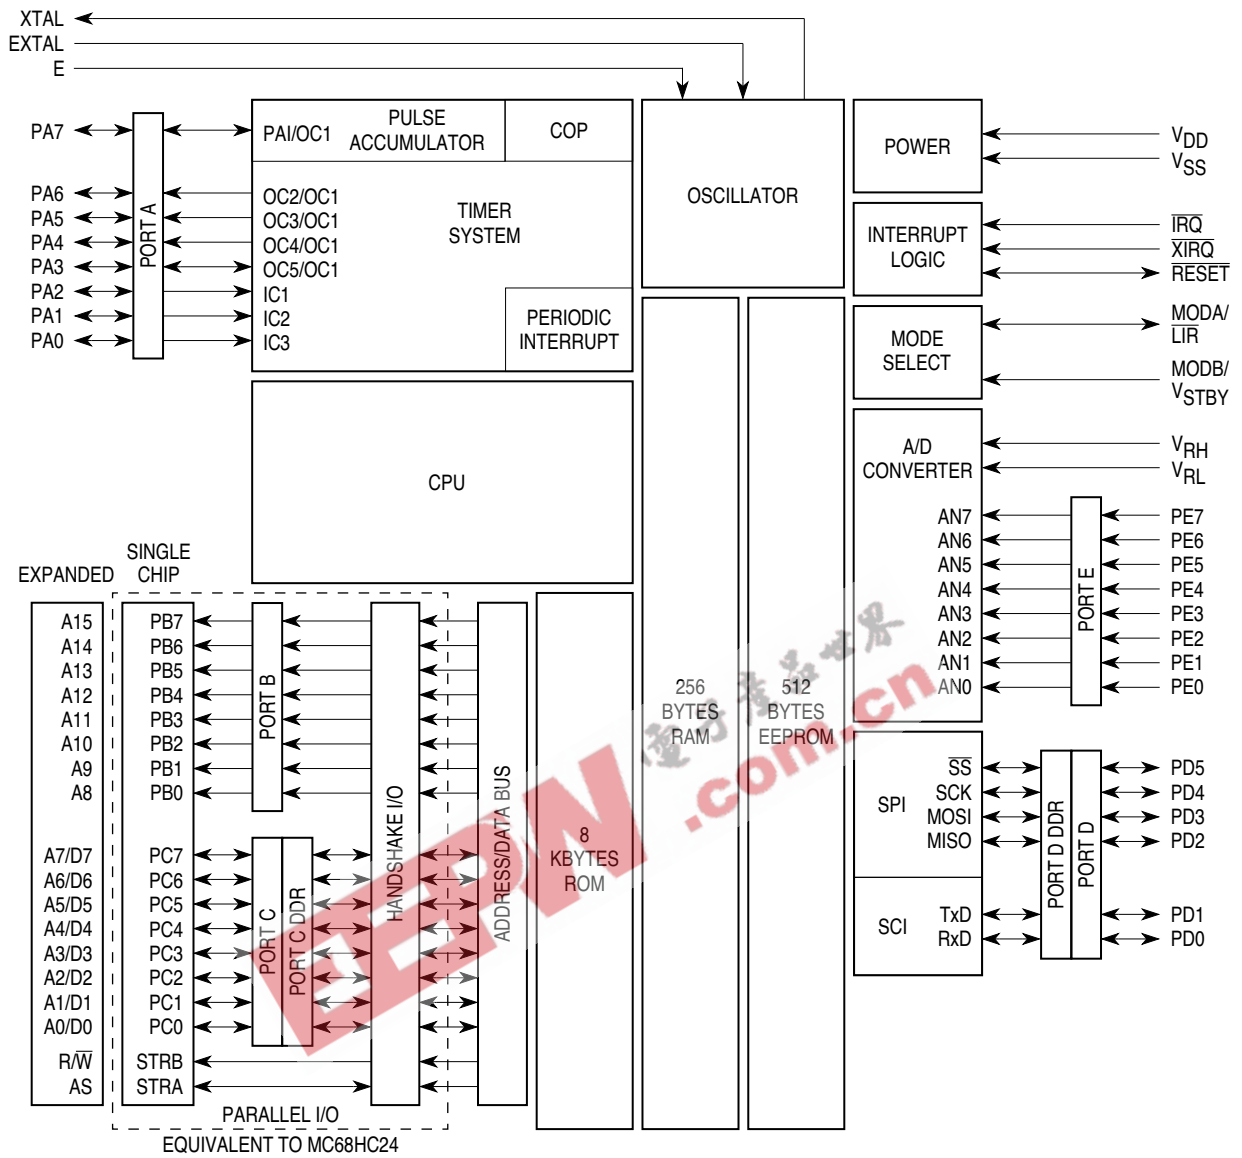 XTAL
EXTAL
E
PA7
PA6
PA5
PA4
PA3
PA2
PA1
PA0
PORT A
PAI/OC1
PULSE
ACCUMULATOR
COP
OC2/OC1
OC3/OC1
OC4/OC1
OC5/OC1
IC1
IC2
IC3
TIMER
SYSTEM
PERIODIC
INTERRUPT
OSCILLATOR
POWER
VDD
VSS
INTERRUPT
LOGIC
IRQ
XIRQ
RESET
MODE
SELECT
MODA/
LIR
MODB/
VSTBY
CPU
A/D
CONVERTER
VRH
VRL
AN7
AN6
AN5
AN4
AN3
AN2
AN1
AN0
PORT E
PE7
PE6
PE5
PE4
PE3
PE2
PE1
PE0
EXPANDED
SINGLE
CHIP
A15
A14
A13
A12
A11
A10
A9
A8
A7/D7
A6/D6
A5/D5
A4/D4
A3/D3
A2/D2
A1/D1
A0/D0
R/W
AS
PB7
PB6
PB5
PB4
PB3
PB2
PB1
PB0
PC7
PC6
PC5
PC4
PC3
PC2
PC1
PC0
STRB
STRA
PORT B
PORT C
PORT C DDR
HANDSHAKE I/O
ADDRESS/DATA BUS
8
KBYTES
ROM
256
BYTES
RAM
512
BYTES
EEPROM
SPI
SS
SCK
MOSI
MISO
SCI
TxD
RxD
PORT D DDR
PORT D
PD5
PD4
PD3
PD2
PD1
PD0
PARALLEL I/O
EQUIVALENT TO MC68HC24
EEPW
.com.cn
電子產品世界